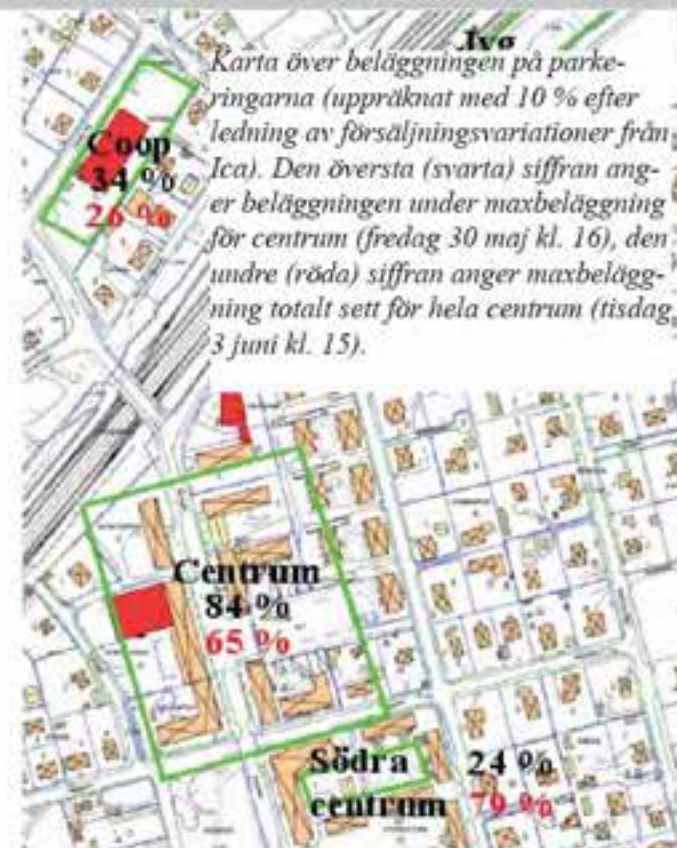 Jvg
Karta över beläggningen på parke-
ringarna (uppräknat med 10 % efter
ledning av försäljningsvariationer från
Ica). Den översta (svarta) siffran ang-
er beläggningen under maxbeläggning
för centrum (fredag 30 maj kl. 16), den
undre (röda) siffran anger maxbelägg-
ning totalt sett för hela centrum (tisdag
3 juni kl. 15).
Coop
34 %
26 %
Centrum
84 %
65 %
Södra
centrum
24 %
79 %